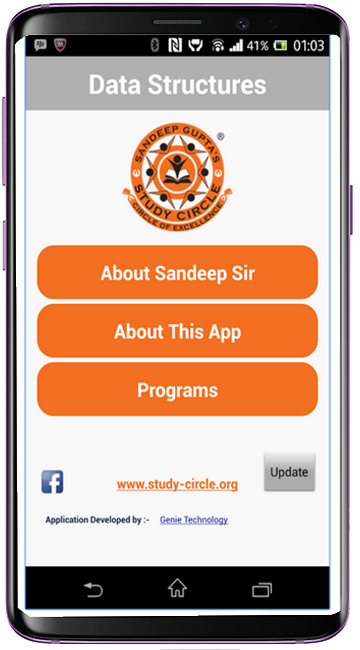 41% 01:03
Data Structures
SANDEEP GUPTA'S
®
STUDY CIRCLE
CIRCLE OF EXCELLENCE
About Sandeep Sir
About This App
Programs
Update
www.study-circle.org
Application Developed by :- Genie Technology